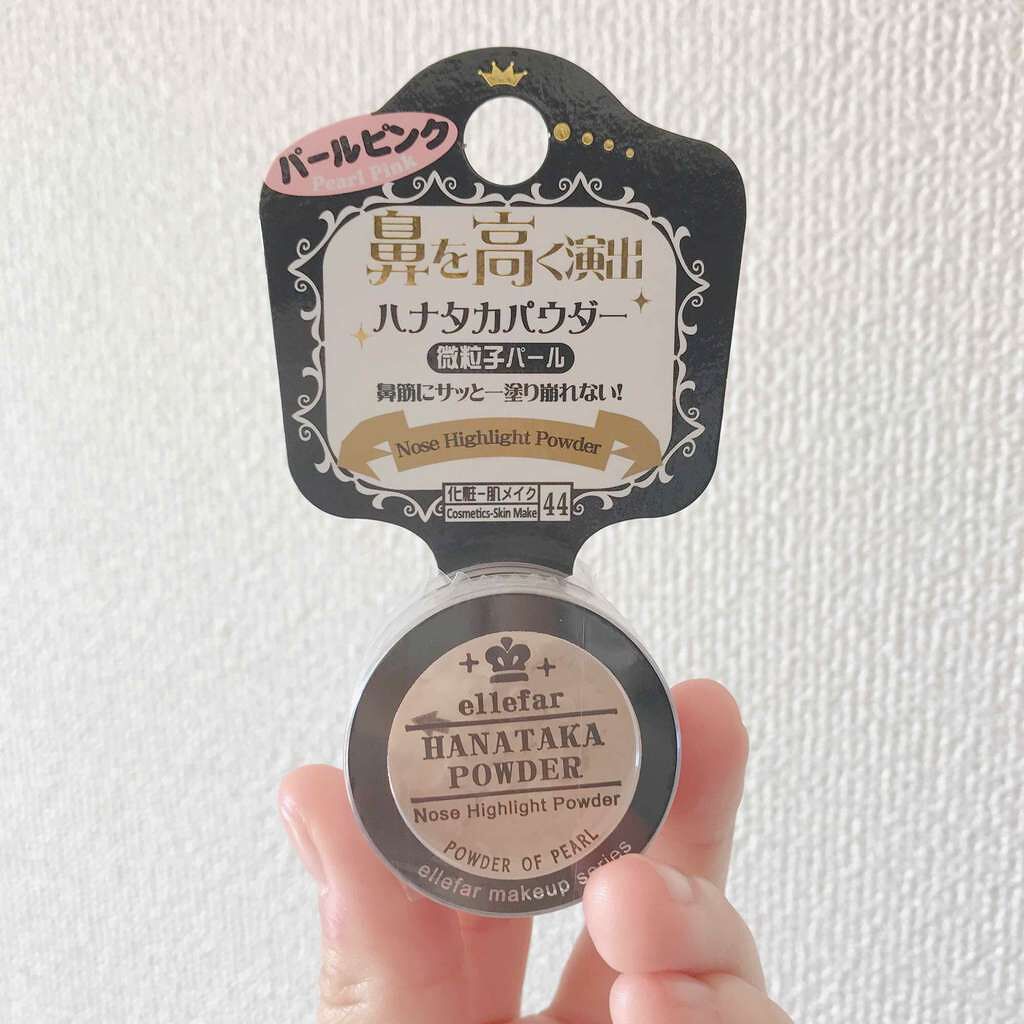 パールピンク
Pearl Pink
鼻を高く演出
ハナタカパウダー
微粒子パール
鼻筋にサッと一塗り崩れない!
Nose Highlight Powder
化粧-肌メイク
Cosmetics-Skin Make
44
ellefar
HANATAKA
POWDER
Nose Highlight Powder
POWDER OF PEARL
ellefar makeup series